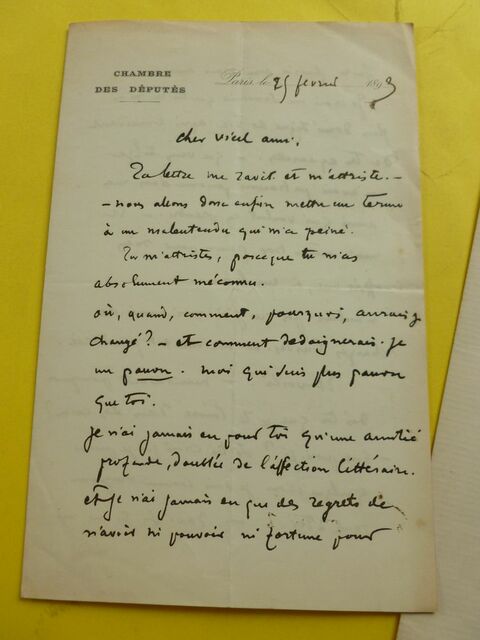 CHAMBRE
DES DÉPUTÉS
Paris, le 25 fevrier 1893
cher vieil ami,
Ta lettre me ravit et m'attriste. —
— nous allons donc enfin mettre un terme
à un malentendu qui m'a peiné.
Tu m'attristes, parceque tu m'as
absolument méconnu.
où, quand, comment, pourquoi, aurais-je
changé? — et comment dedaignerais-je
un pauvre. moi qui suis plus pauvre
que toi.
Je n'ai jamais eu pour toi qu'une amitié
profonde, doublée de l'affection littéraire.
et je n'ai jamais eu que des regrets de
n'avoir ni pouvoir ni fortune pour